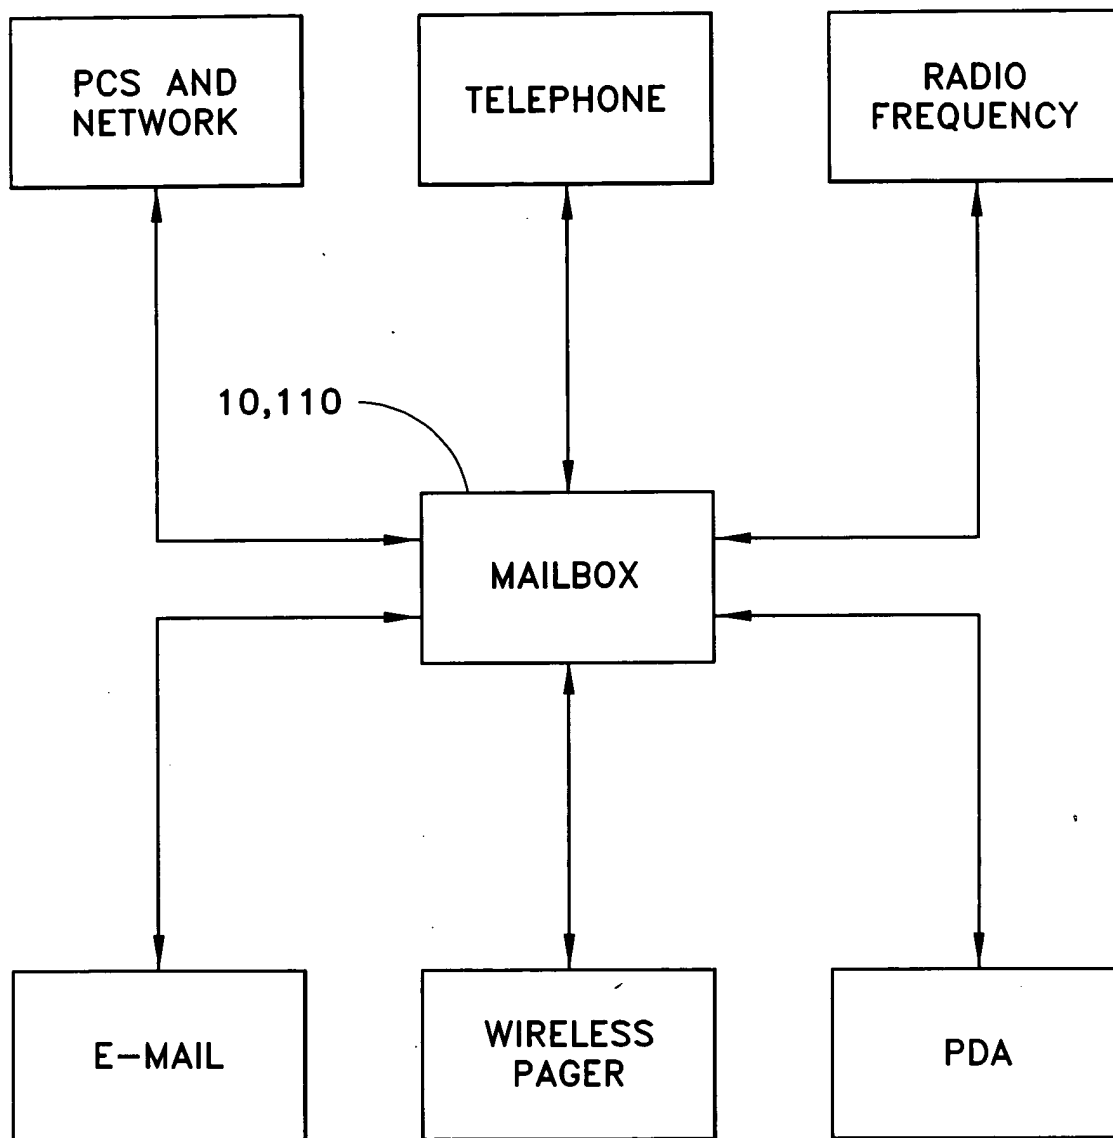 PCS AND
NETWORK
TELEPHONE
RADIO
FREQUENCY
10,110
MAILBOX
E-MAIL
WIRELESS
PAGER
PDA